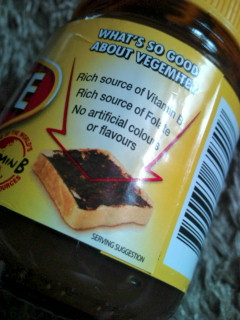 WHAT'S SO GOOD
ABOUT VEGEMITE
Rich source of Vitamin B
Rich source of Folate
No artificial colours
or flavours
SERVING SUGGESTION